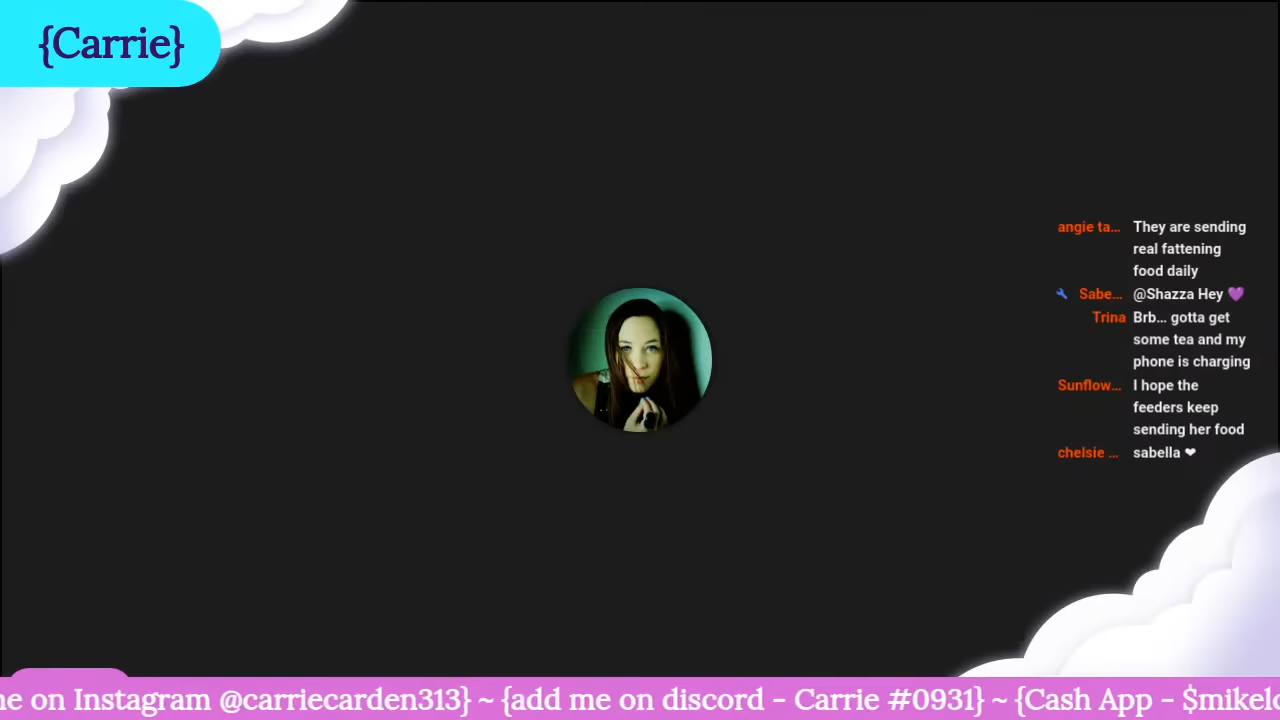 {Carrie}
angie ta… They are sending
real fattening
food daily
Sabe… @Shazza Hey 💜
Trina Brb... gotta get
some tea and my
phone is charging
Sunflow… I hope the
feeders keep
sending her food
chelsie … sabella ❤
me on Instagram @carriecarden313} ~ {add me on discord - Carrie #0931} ~ {Cash App -